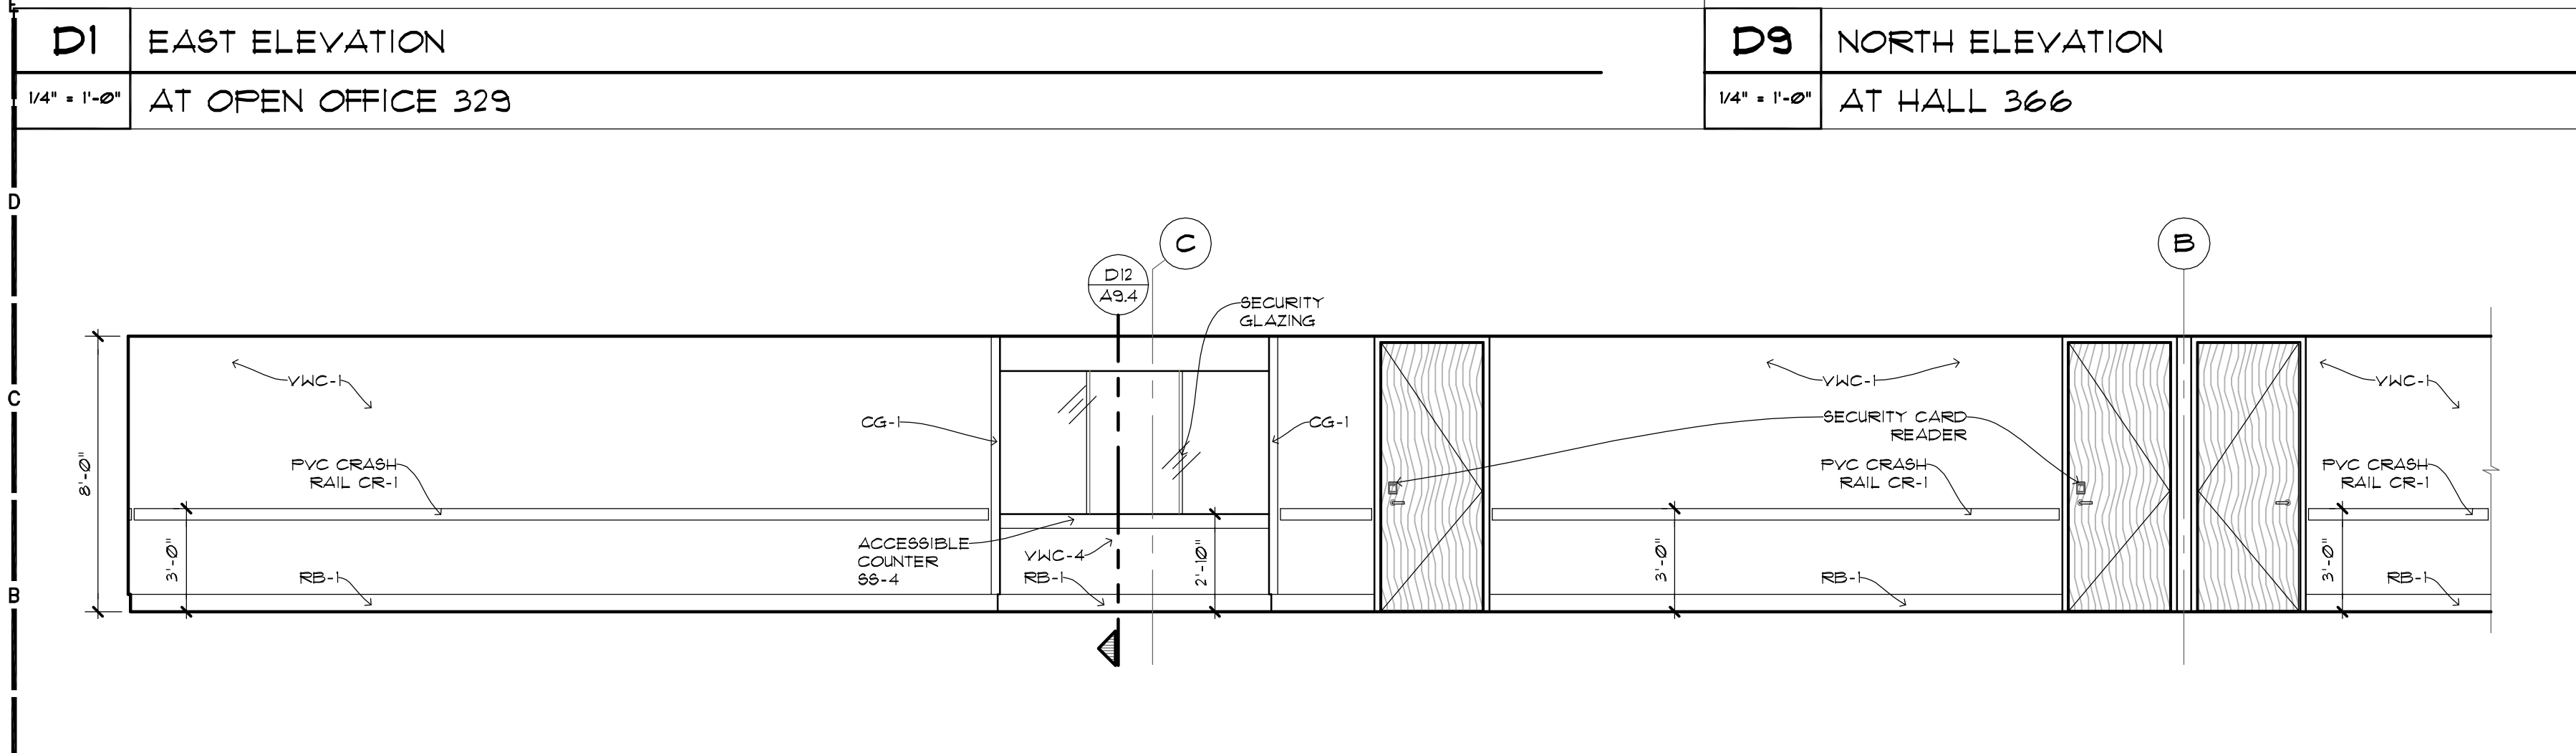 D1 EAST ELEVATION
1/4" = 1'-0" AT OPEN OFFICE 329
D9 NORTH ELEVATION
1/4" = 1'-0" AT HALL 366
D
C
B
D12
A9.4
C
B
SECURITY
GLAZING
8'-0"
VWC-1
PVC CRASH
RAIL CR-1
3'-0"
RB-1
CG-1
CG-1
ACCESSIBLE
COUNTER
SS-4
VWC-4
RB-1
2'-10"
VWC-1
SECURITY CARD
READER
PVC CRASH
RAIL CR-1
3'-0"
RB-1
VWC-1
PVC CRASH
RAIL CR-1
3'-0"
RB-1